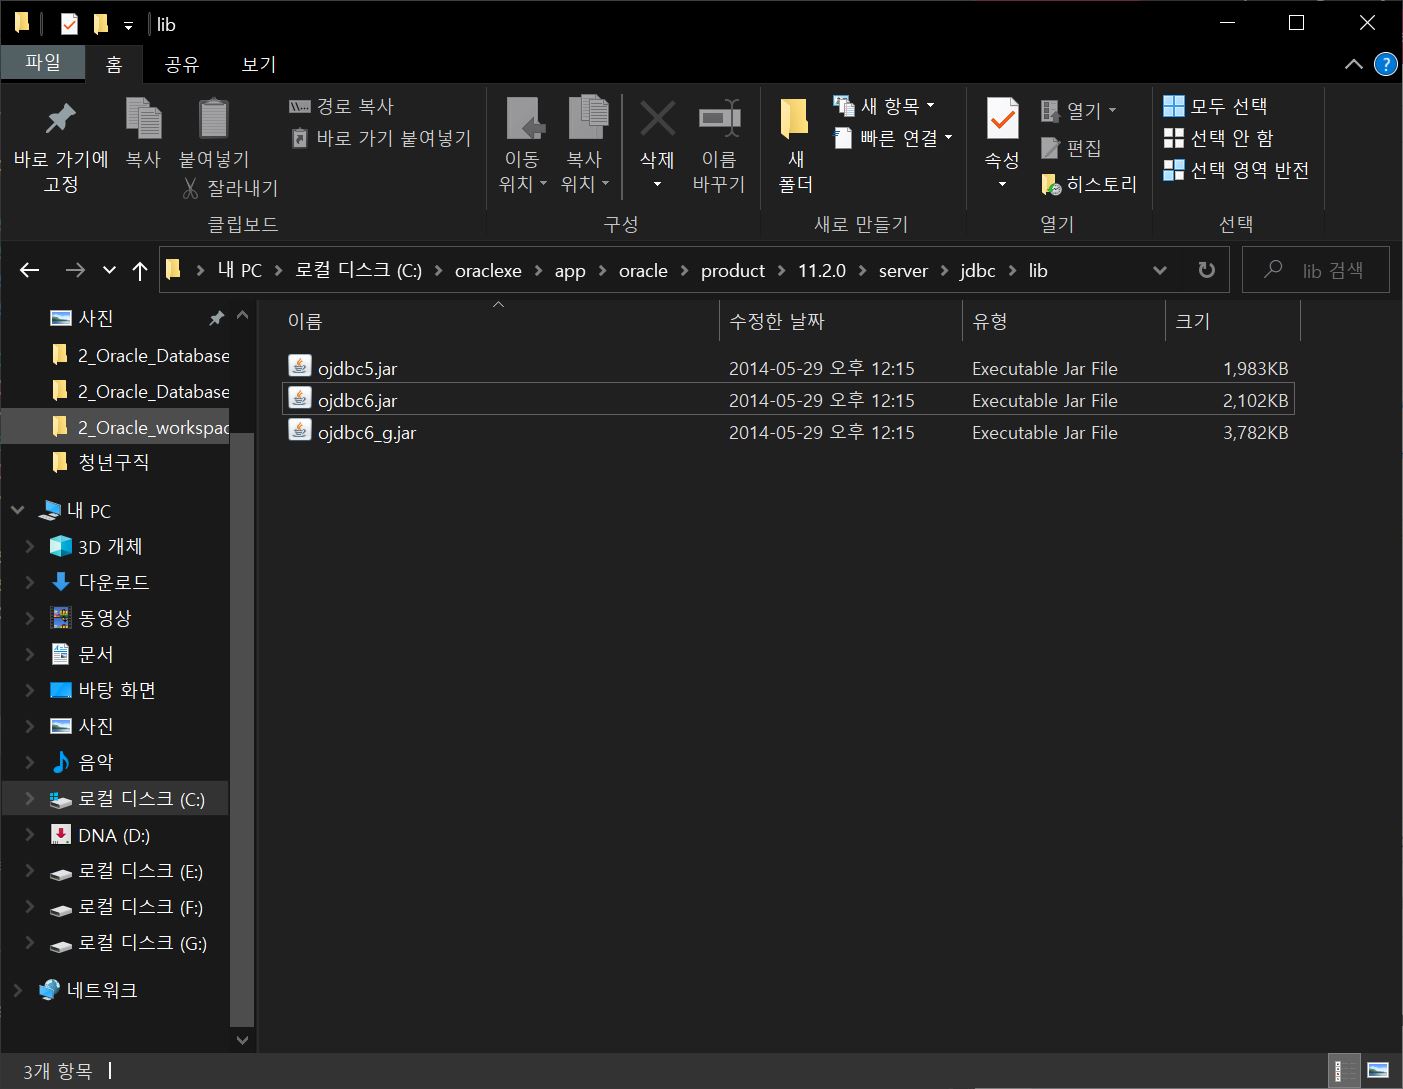 lib
파일 홈 공유 보기
?
바로 가기에 고정
복사
붙여넣기
경로 복사
바로 가기 붙여넣기
잘라내기
클립보드
이동 위치
복사 위치
삭제
이름 바꾸기
구성
새 폴더
새 항목
빠른 연결
새로 만들기
속성
열기
편집
히스토리
열기
모두 선택
선택 안 함
선택 영역 반전
선택
내 PC 로컬 디스크 (C:) oraclexe app oracle product 11.2.0 server jdbc lib
lib 검색
사진
2_Oracle_Database
2_Oracle_Database
2_Oracle_workspac
청년구직
내 PC
3D 개체
다운로드
동영상
문서
바탕 화면
사진
음악
로컬 디스크 (C:)
DNA (D:)
로컬 디스크 (E:)
로컬 디스크 (F:)
로컬 디스크 (G:)
네트워크
이름 수정한 날짜 유형 크기
ojdbc5.jar 2014-05-29 오후 12:15 Executable Jar File 1,983KB
ojdbc6.jar 2014-05-29 오후 12:15 Executable Jar File 2,102KB
ojdbc6_g.jar 2014-05-29 오후 12:15 Executable Jar File 3,782KB
3개 항목